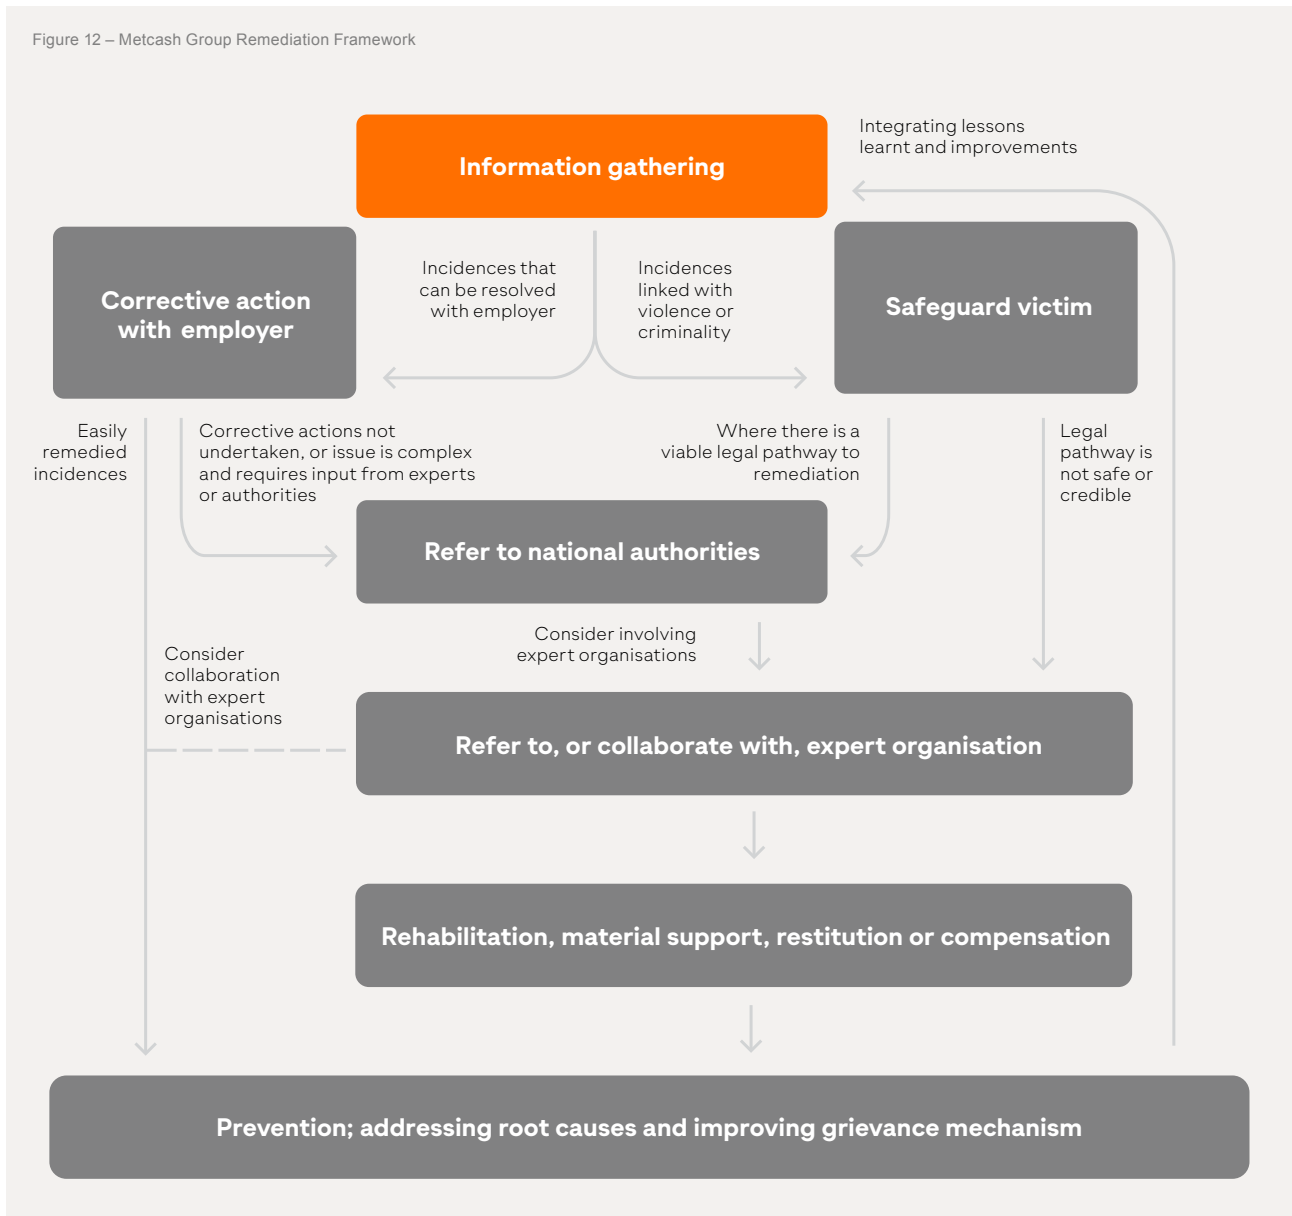 Figure 12 – Metcash Group Remediation Framework
Information gathering
Integrating lessons
learnt and improvements
Corrective action
with employer
Incidences that
can be resolved
with employer
Incidences
linked with
violence or
criminality
Safeguard victim
Easily
remedied
incidences
Corrective actions not
undertaken, or issue is complex
and requires input from experts
or authorities
Where there is a
viable legal pathway to
remediation
Legal
pathway is
not safe or
credible
Refer to national authorities
Consider involving
expert organisations
Consider
collaboration
with expert
organisations
Refer to, or collaborate with, expert organisation
Rehabilitation, material support, restitution or compensation
Prevention; addressing root causes and improving grievance mechanism